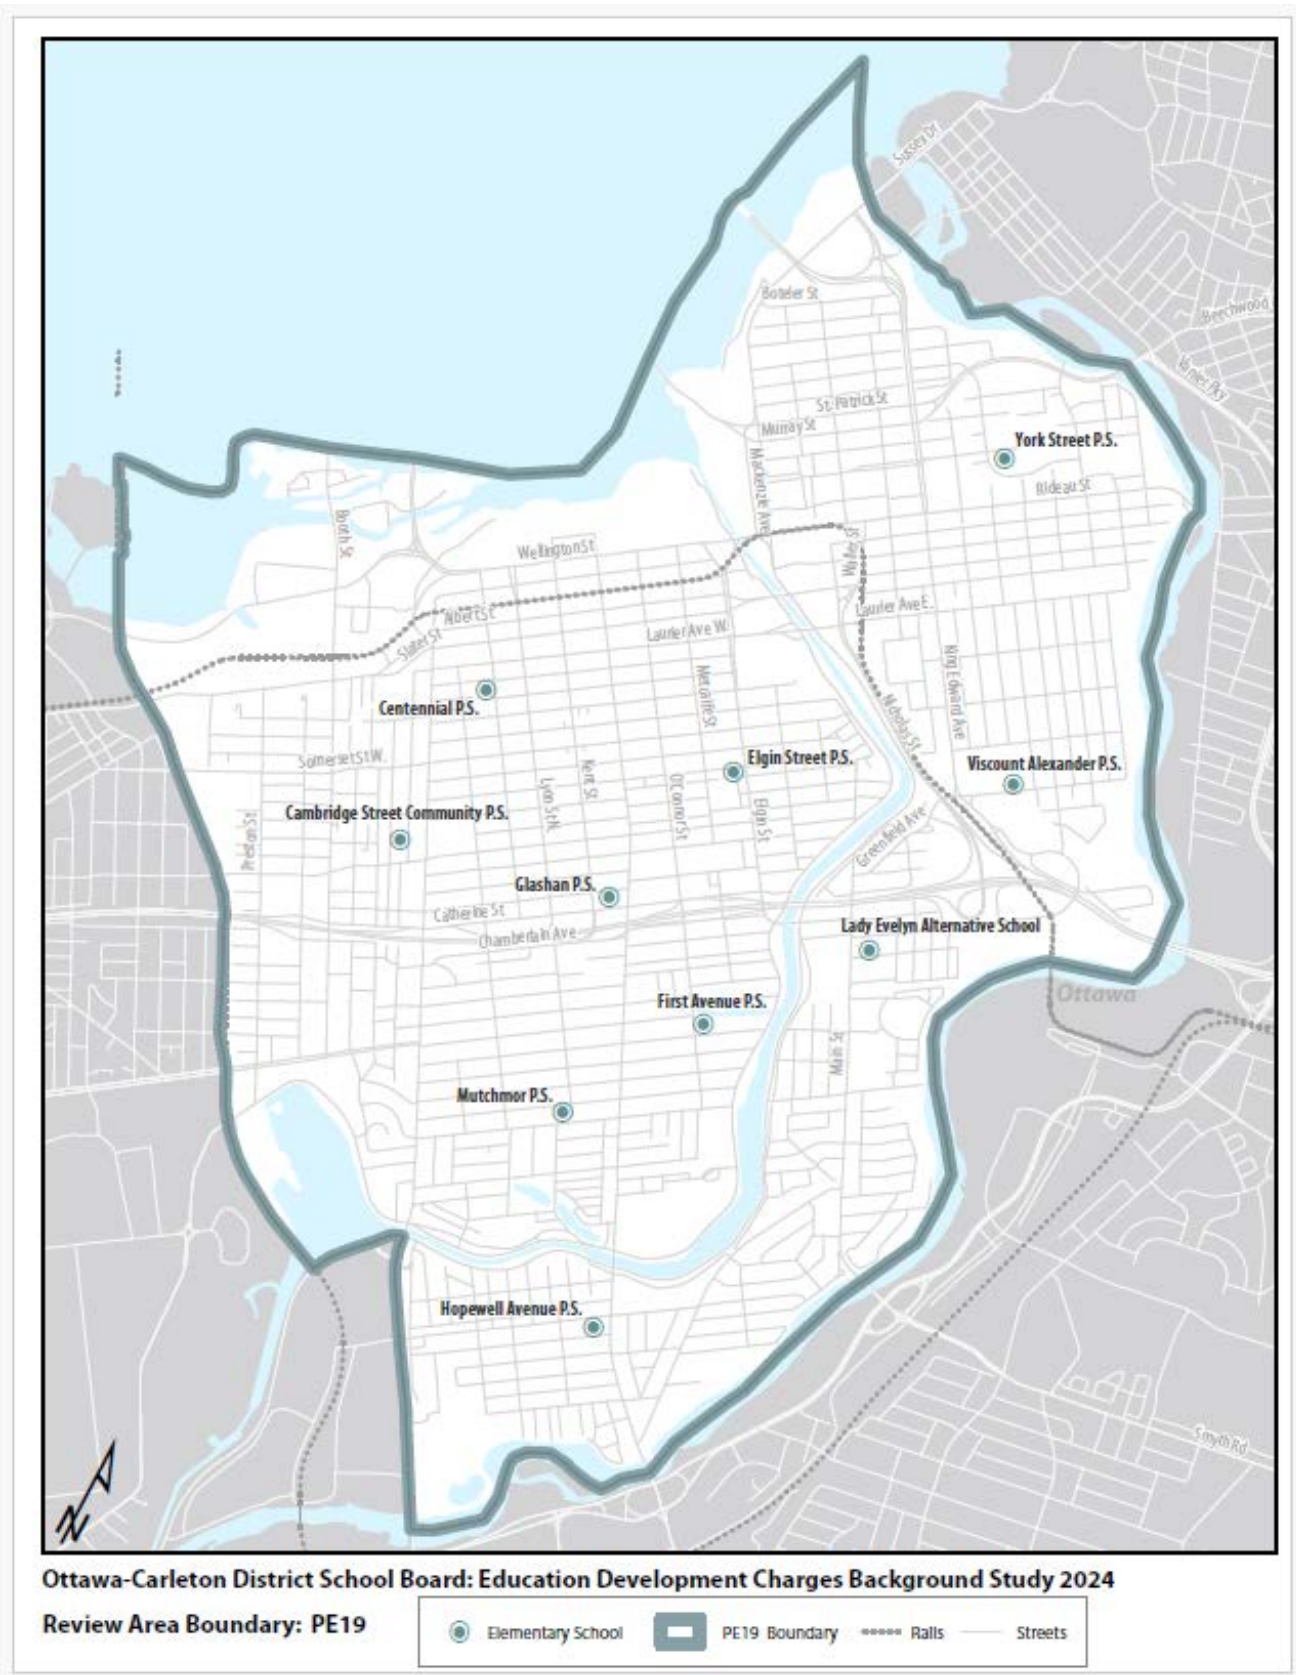 Sussex Dr
Boteler St
Beechwood
Vanier Pky
St. Patrick St
Murray St
York Street P.S.
Mackenzie Ave
Rideau St
Booth St
Wellington St
Waller St
Albert St
Slater St
Laurier Ave E.
Laurier Ave W.
King Edward Ave
Metcalfe St
Centennial P.S.
Nicholas St
Somerset St W.
Elgin Street P.S.
Viscount Alexander P.S.
Kent St
Lyon St N.
O'Connor St
Elgin St
Cambridge Street Community P.S.
Preston St
Greenfield Ave
Glashan P.S.
Catherine St
Chamberlain Ave
Lady Evelyn Alternative School
Ottawa
First Avenue P.S.
Main St
Mutchmor P.S.
Hopewell Avenue P.S.
Smyth Rd
N
Ottawa-Carleton District School Board: Education Development Charges Background Study 2024
Review Area Boundary: PE19
Elementary School PE19 Boundary Rails Streets